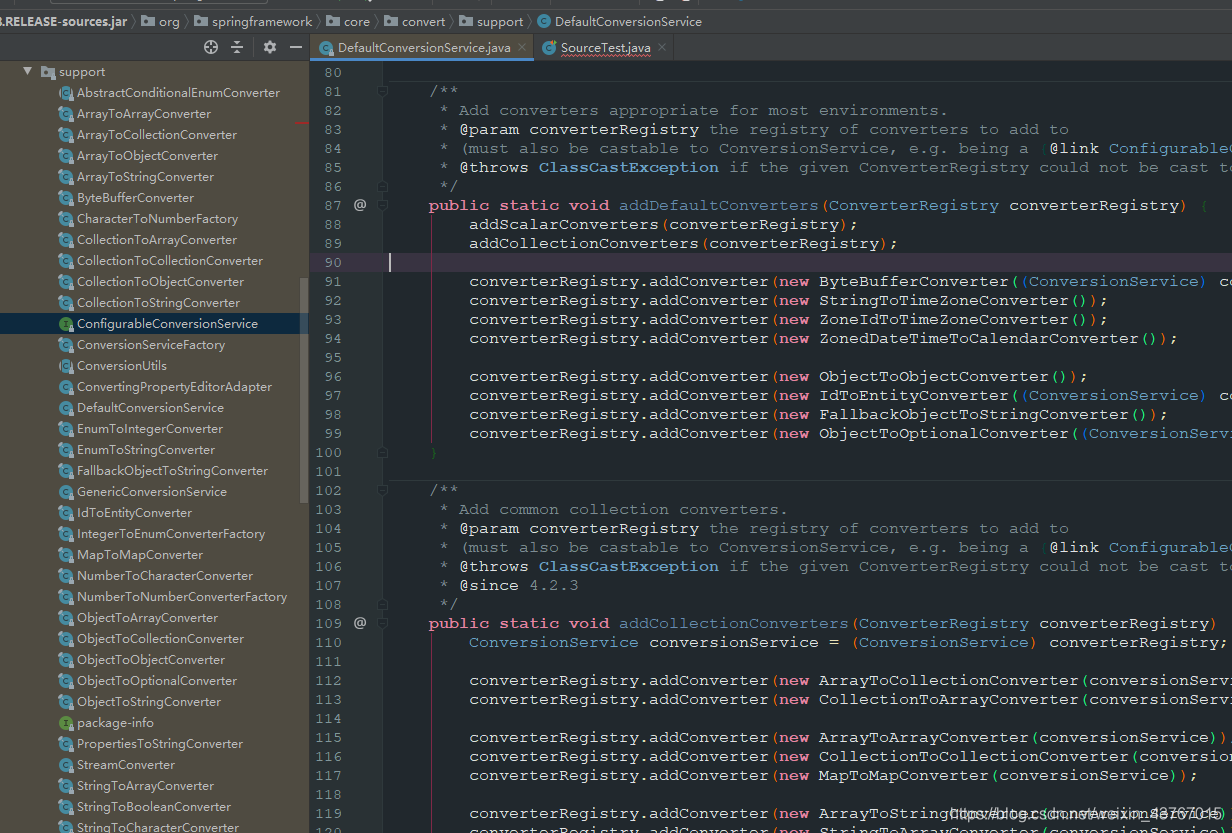 .RELEASE-sources.jar org springframework core convert support DefaultConversionService
DefaultConversionService.java SourceTest.java
support
AbstractConditionalEnumConverter
ArrayToArrayConverter
ArrayToCollectionConverter
ArrayToObjectConverter
ArrayToStringConverter
ByteBufferConverter
CharacterToNumberFactory
CollectionToArrayConverter
CollectionToCollectionConverter
CollectionToObjectConverter
CollectionToStringConverter
ConfigurableConversionService
ConversionServiceFactory
ConversionUtils
ConvertingPropertyEditorAdapter
DefaultConversionService
EnumToIntegerConverter
EnumToStringConverter
FallbackObjectToStringConverter
GenericConversionService
IdToEntityConverter
IntegerToEnumConverterFactory
MapToMapConverter
NumberToCharacterConverter
NumberToNumberConverterFactory
ObjectToArrayConverter
ObjectToCollectionConverter
ObjectToObjectConverter
ObjectToOptionalConverter
ObjectToStringConverter
package-info
PropertiesToStringConverter
StreamConverter
StringToArrayConverter
StringToBooleanConverter
StringToCharacterConverter
80
81 /**
82 * Add converters appropriate for most environments.
83 * @param converterRegistry the registry of converters to add to
84 * (must also be castable to ConversionService, e.g. being a @link Configurable
85 * @throws ClassCastException if the given ConverterRegistry could not be cast to
86 */
87 @ public static void addDefaultConverters(ConverterRegistry converterRegistry) {
88 addScalarConverters(converterRegistry);
89 addCollectionConverters(converterRegistry);
90
91 converterRegistry.addConverter(new ByteBufferConverter((ConversionService) co
92 converterRegistry.addConverter(new StringToTimeZoneConverter());
93 converterRegistry.addConverter(new ZoneIdToTimeZoneConverter());
94 converterRegistry.addConverter(new ZonedDateTimeToCalendarConverter());
95
96 converterRegistry.addConverter(new ObjectToObjectConverter());
97 converterRegistry.addConverter(new IdToEntityConverter((ConversionService) co
98 converterRegistry.addConverter(new FallbackObjectToStringConverter());
99 converterRegistry.addConverter(new ObjectToOptionalConverter((ConversionServi
100 }
101
102 /**
103 * Add common collection converters.
104 * @param converterRegistry the registry of converters to add to
105 * (must also be castable to ConversionService, e.g. being a @link Configurable
106 * @throws ClassCastException if the given ConverterRegistry could not be cast to
107 * @since 4.2.3
108 */
109 @ public static void addCollectionConverters(ConverterRegistry converterRegistry)
110 ConversionService conversionService = (ConversionService) converterRegistry;
111
112 converterRegistry.addConverter(new ArrayToCollectionConverter(conversionServi
113 converterRegistry.addConverter(new CollectionToArrayConverter(conversionServi
114
115 converterRegistry.addConverter(new ArrayToArrayConverter(conversionService));
116 converterRegistry.addConverter(new CollectionToCollectionConverter(conversion
117 converterRegistry.addConverter(new MapToMapConverter(conversionService));
118
119 converterRegistry.addConverter(new ArrayToStringConverter(conversionService)
120 converterRegistry.addConverter(new StringToArrayConverter(conversionService)
https://blog.csdn.net/weixin_43767015